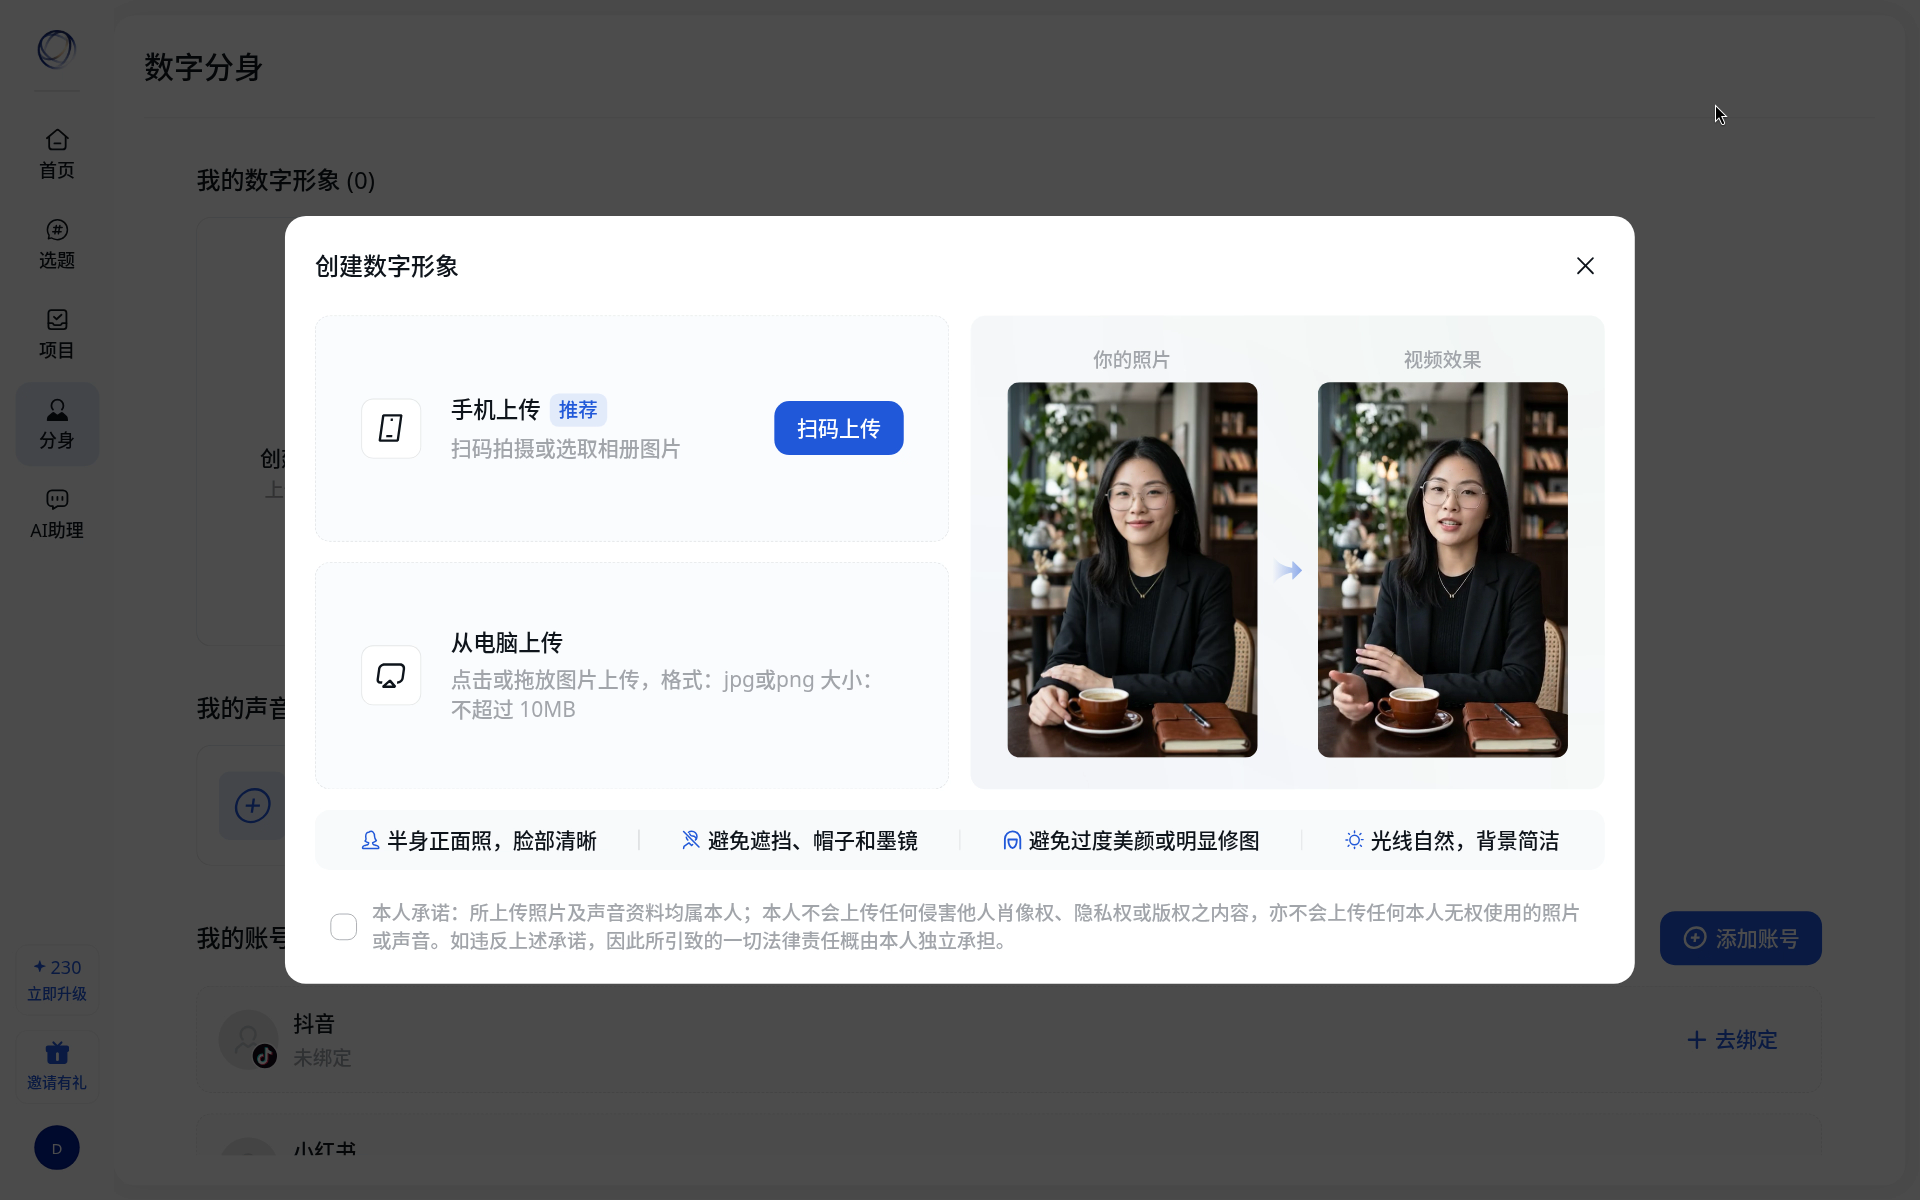 数字分身
首页
选题
项目
分身
AI助理
230
立即升级
邀请有礼
D
我的数字形象 (0)
创
上
创建数字形象
手机上传 推荐
扫码拍摄或选取相册图片
扫码上传
从电脑上传
点击或拖放图片上传，格式：jpg或png 大小：
不超过 10MB
你的照片
视频效果
半身正面照，脸部清晰
避免遮挡、帽子和墨镜
避免过度美颜或明显修图
光线自然，背景简洁
本人承诺：所上传照片及声音资料均属本人；本人不会上传任何侵害他人肖像权、隐私权或版权之内容，亦不会上传任何本人无权使用的照片
或声音。如违反上述承诺，因此所引致的一切法律责任概由本人独立承担。
我的声音
我的账号
添加账号
抖音
未绑定
去绑定
小红书